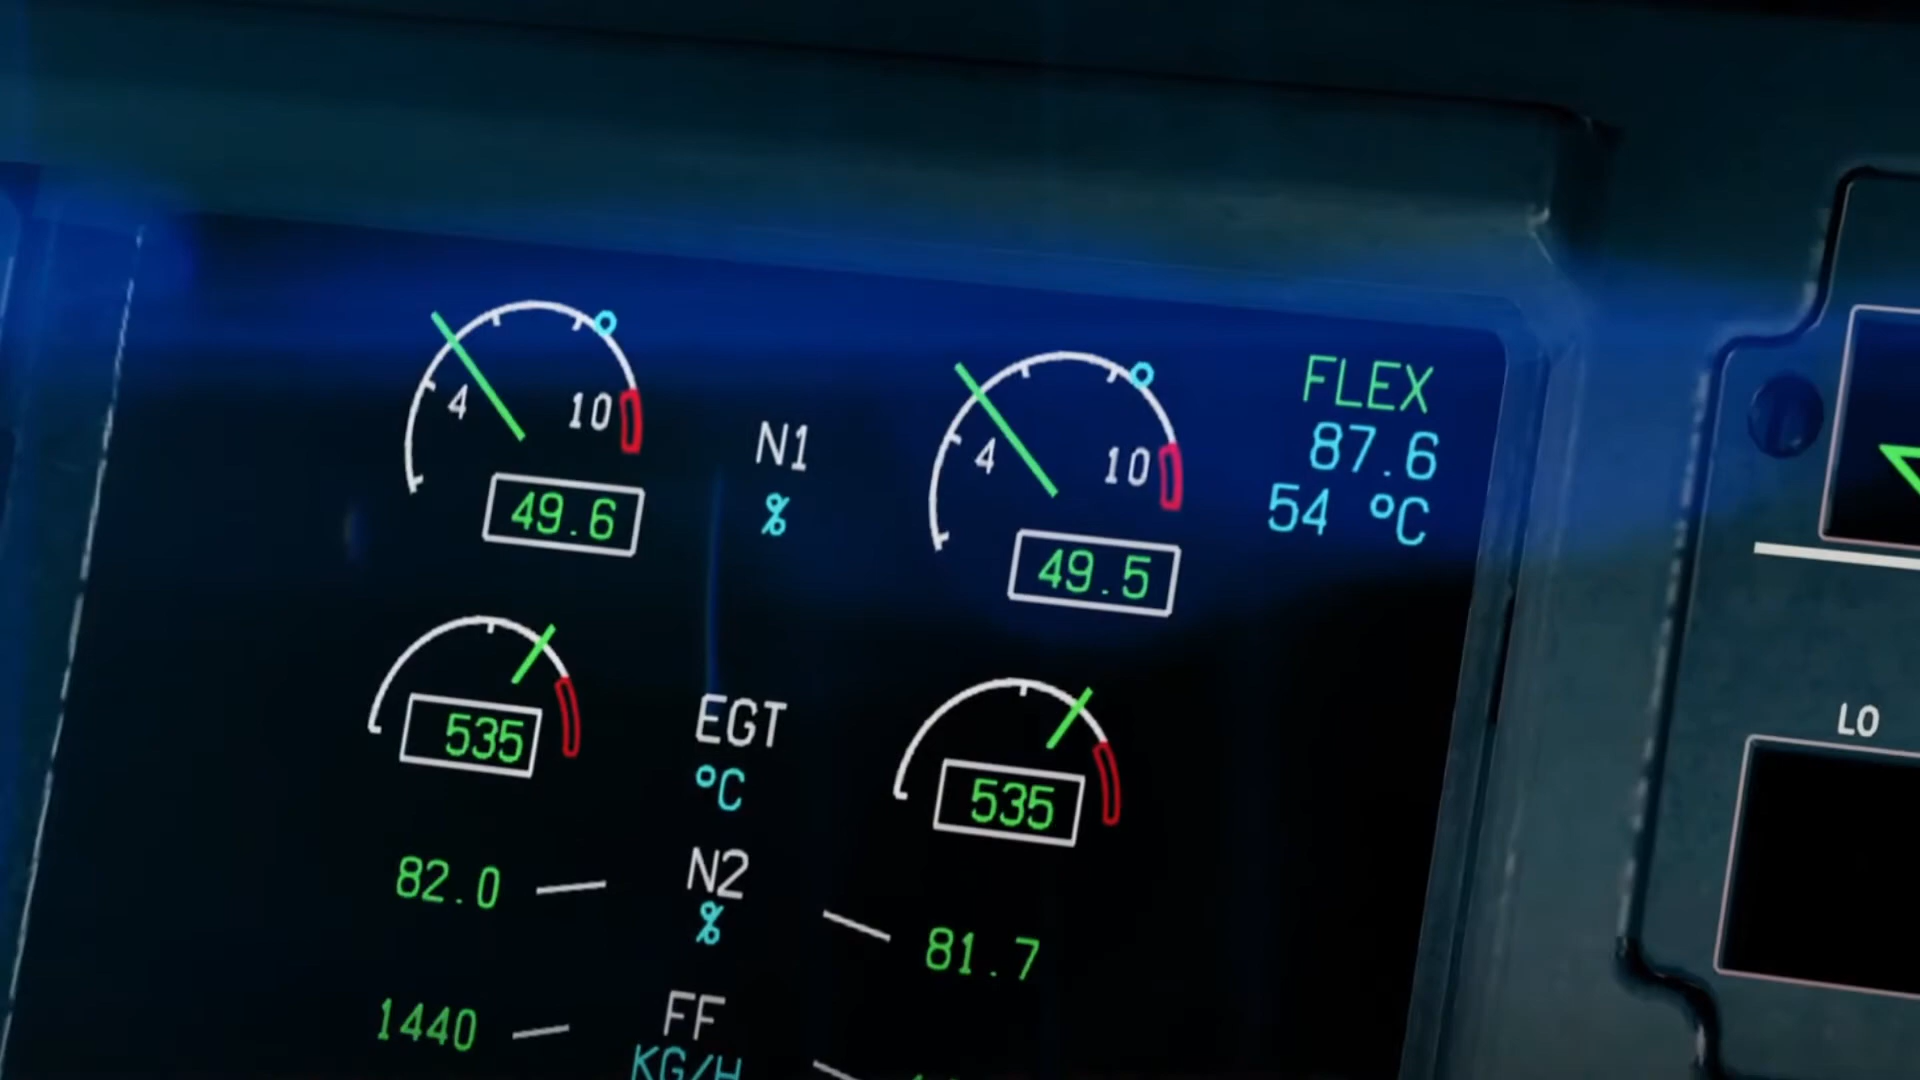 4 10
49.6
N1
%
4 10
49.5
FLEX
87.6
54 °C
535
EGT
°C
535
82.0
N2
%
81.7
1440
FF
KG/H
LO